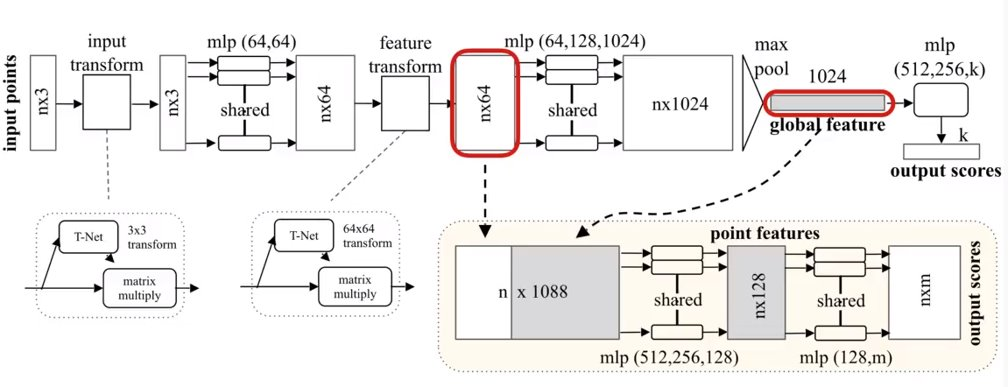 input points
nx3
input
transform
nx3
mlp (64,64)
shared
nx64
feature
transform
nx64
mlp (64,128,1024)
shared
nx1024
max
pool
1024
global feature
mlp
(512,256,k)
k
output scores
T-Net
3x3
transform
matrix
multiply
T-Net
64x64
transform
matrix
multiply
point features
n x 1088
shared
mlp (512,256,128)
nx128
shared
mlp (128,m)
nxm
output scores